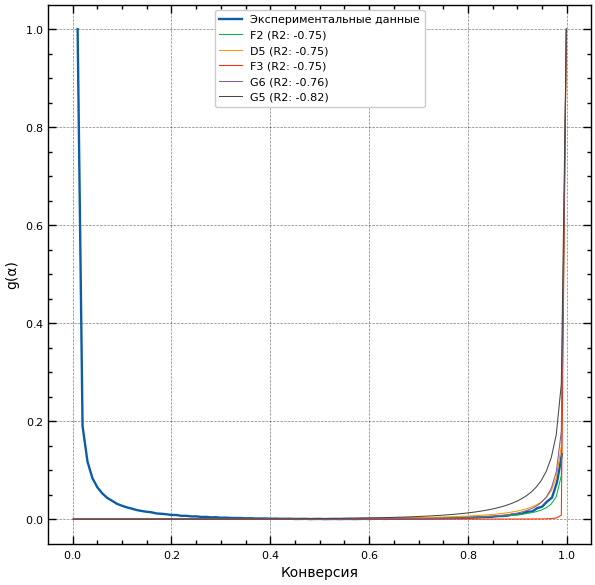 Экспериментальные данные
F2 (R2: -0.75)
D5 (R2: -0.75)
F3 (R2: -0.75)
G6 (R2: -0.76)
G5 (R2: -0.82)
g(α)
1.0
0.8
0.6
0.4
0.2
0.0
0.0 0.2 0.4 0.6 0.8 1.0
Конверсия